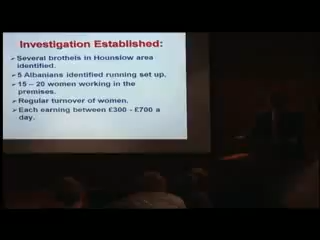 Investigation Established:
➢ Several brothels in Hounslow area
identified.
➢ 5 Albanians identified running set up.
➢ 15 – 20 women working in the
premises.
➢ Regular turnover of women.
➢ Each earning between £300 - £700 a
day.